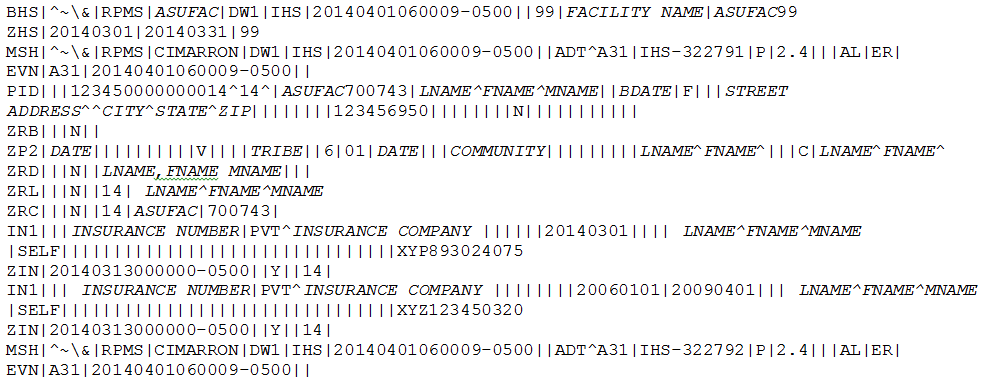 BHS|^~\&|RPMS|ASUFAC|DW1|IHS|20140401060009-0500||99|FACILITY NAME|ASUFAC99
ZHS|20140301|20140331|99
MSH|^~\&|RPMS|CIMARRON|DW1|IHS|20140401060009-0500||ADT^A31|IHS-322791|P|2.4|||AL|ER|
EVN|A31|20140401060009-0500||
PID|||123450000000014^14^|ASUFAC700743|LNAME^FNAME^MNAME||BDATE|F|||STREET
ADDRESS^^CITY^STATE^ZIP||||||||123456950||||||||N|||||||||||
ZRB|||N||
ZP2|DATE||||||||||V||||TRIBE||6|01|DATE|||COMMUNITY|||||||||LNAME^FNAME^|||C|LNAME^FNAME^
ZRD|||N||LNAME,FNAME MNAME|||
ZRL|||N||14| LNAME^FNAME^MNAME
ZRC|||N||14|ASUFAC|700743|
IN1|||INSURANCE NUMBER|PVT^INSURANCE COMPANY ||||||20140301|||| LNAME^FNAME^MNAME
|SELF||||||||||||||||||||||||||||||||XYP893024075
ZIN|20140313000000-0500||Y||14|
IN1||| INSURANCE NUMBER|PVT^INSURANCE COMPANY ||||||||20060101|20090401||| LNAME^FNAME^MNAME
|SELF||||||||||||||||||||||||||||||||XYZ123450320
ZIN|20140313000000-0500||Y||14|
MSH|^~\&|RPMS|CIMARRON|DW1|IHS|20140401060009-0500||ADT^A31|IHS-322792|P|2.4|||AL|ER|
EVN|A31|20140401060009-0500||